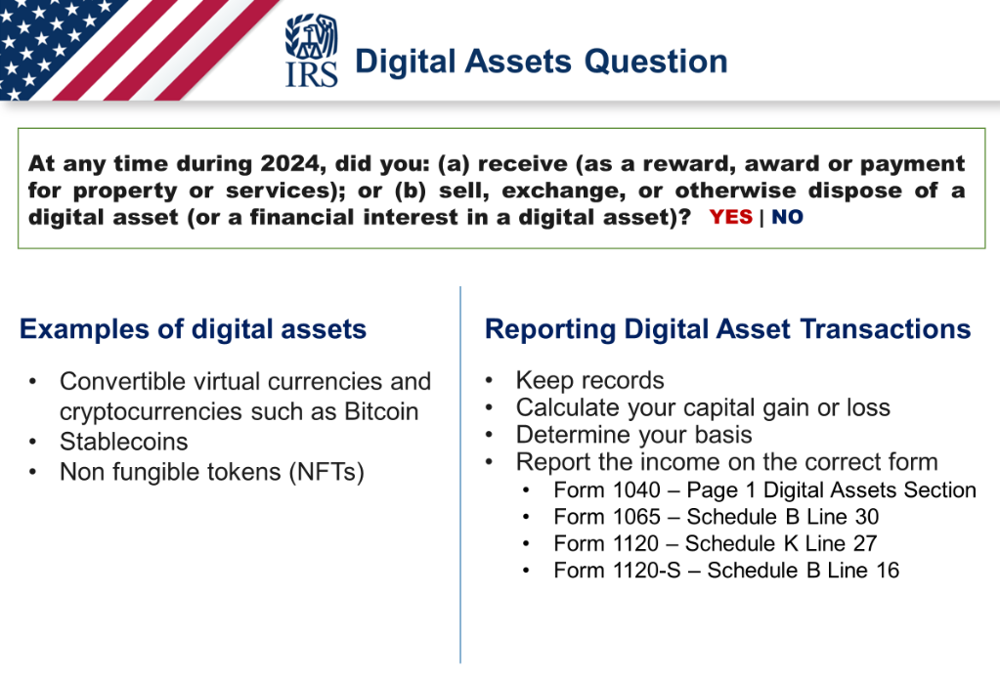 IRS
Digital Assets Question
At any time during 2024, did you: (a) receive (as a reward, award or payment
for property or services); or (b) sell, exchange, or otherwise dispose of a
digital asset (or a financial interest in a digital asset)? YES | NO
Examples of digital assets
• Convertible virtual currencies and
cryptocurrencies such as Bitcoin
• Stablecoins
• Non fungible tokens (NFTs)
Reporting Digital Asset Transactions
• Keep records
• Calculate your capital gain or loss
• Determine your basis
• Report the income on the correct form
• Form 1040 – Page 1 Digital Assets Section
• Form 1065 – Schedule B Line 30
• Form 1120 – Schedule K Line 27
• Form 1120-S – Schedule B Line 16